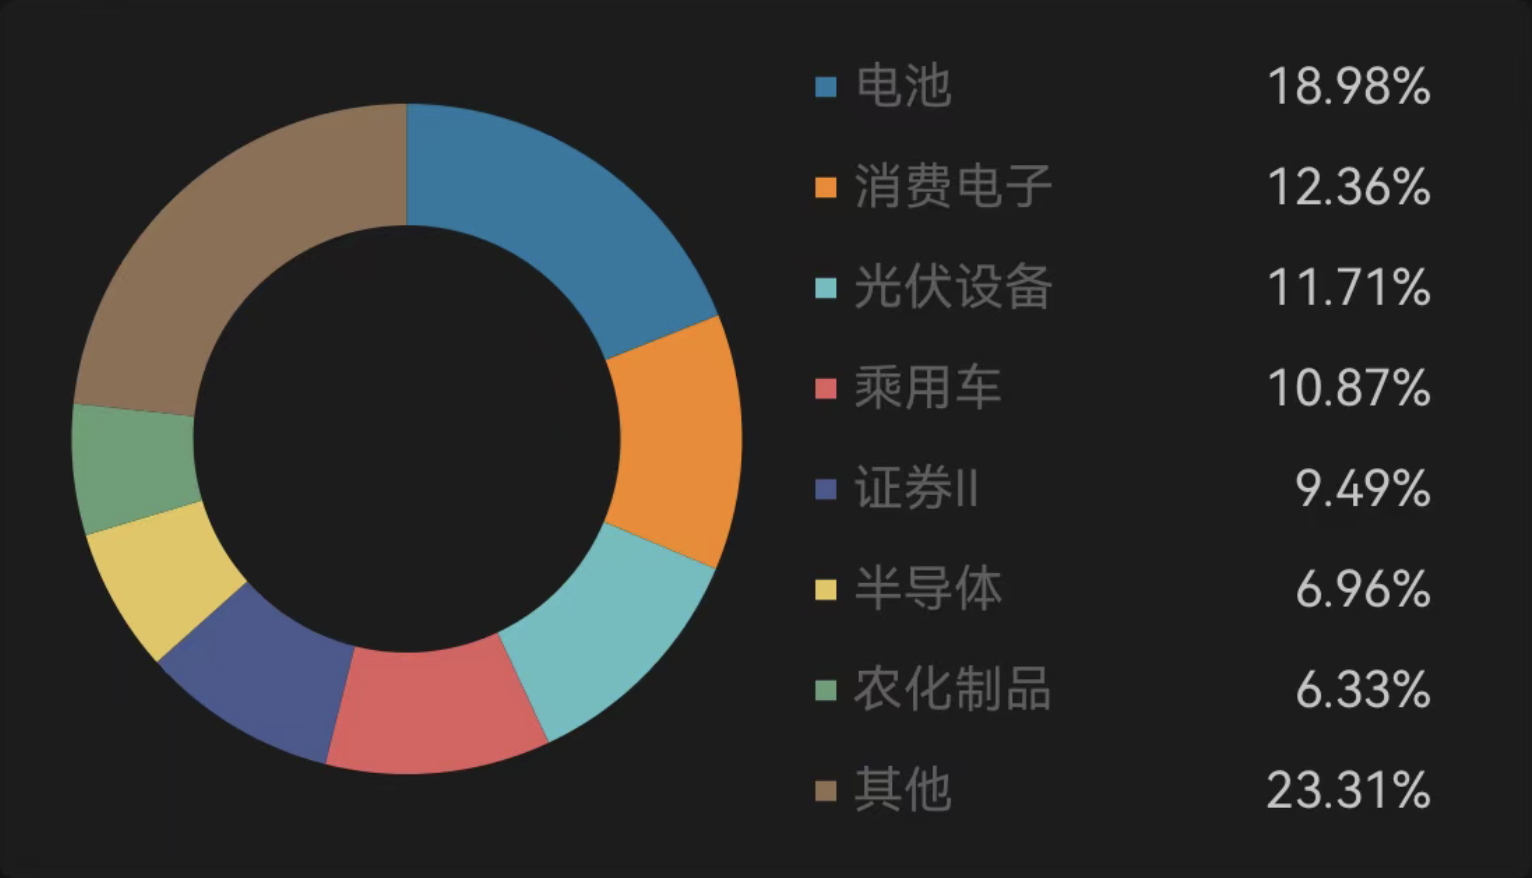 电池 18.98%
消费电子 12.36%
光伏设备 11.71%
乘用车 10.87%
证券II 9.49%
半导体 6.96%
农化制品 6.33%
其他 23.31%